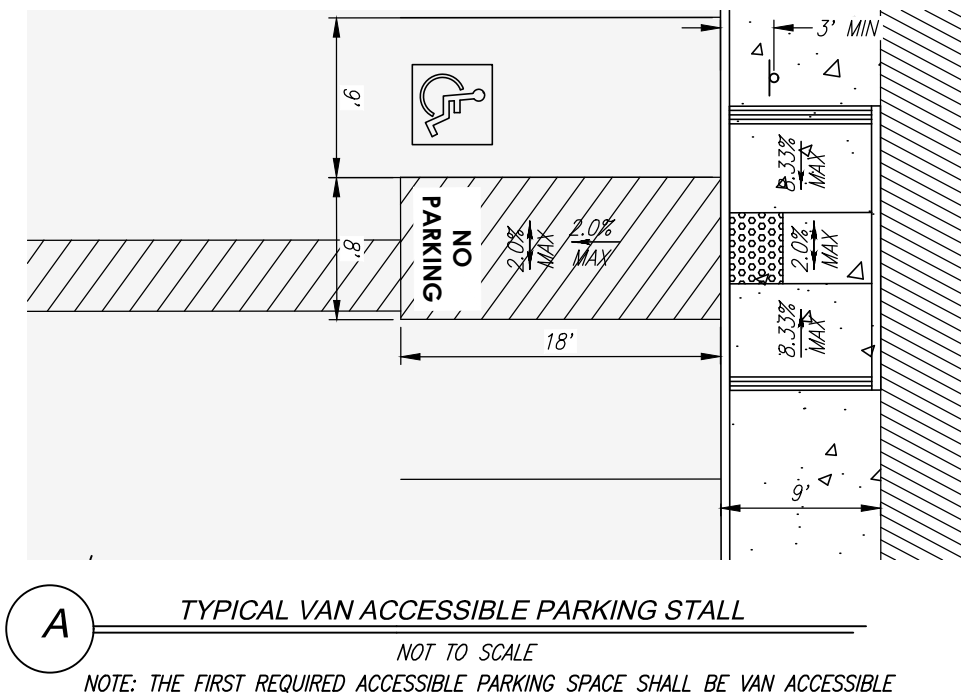 3' MIN
9'
8.33%
MAX
NO
PARKING
2.0%
MAX
2.0%
MAX
2.0%
MAX
8'
18'
8.33%
MAX
9'
A
TYPICAL VAN ACCESSIBLE PARKING STALL
NOT TO SCALE
NOTE: THE FIRST REQUIRED ACCESSIBLE PARKING SPACE SHALL BE VAN ACCESSIBLE